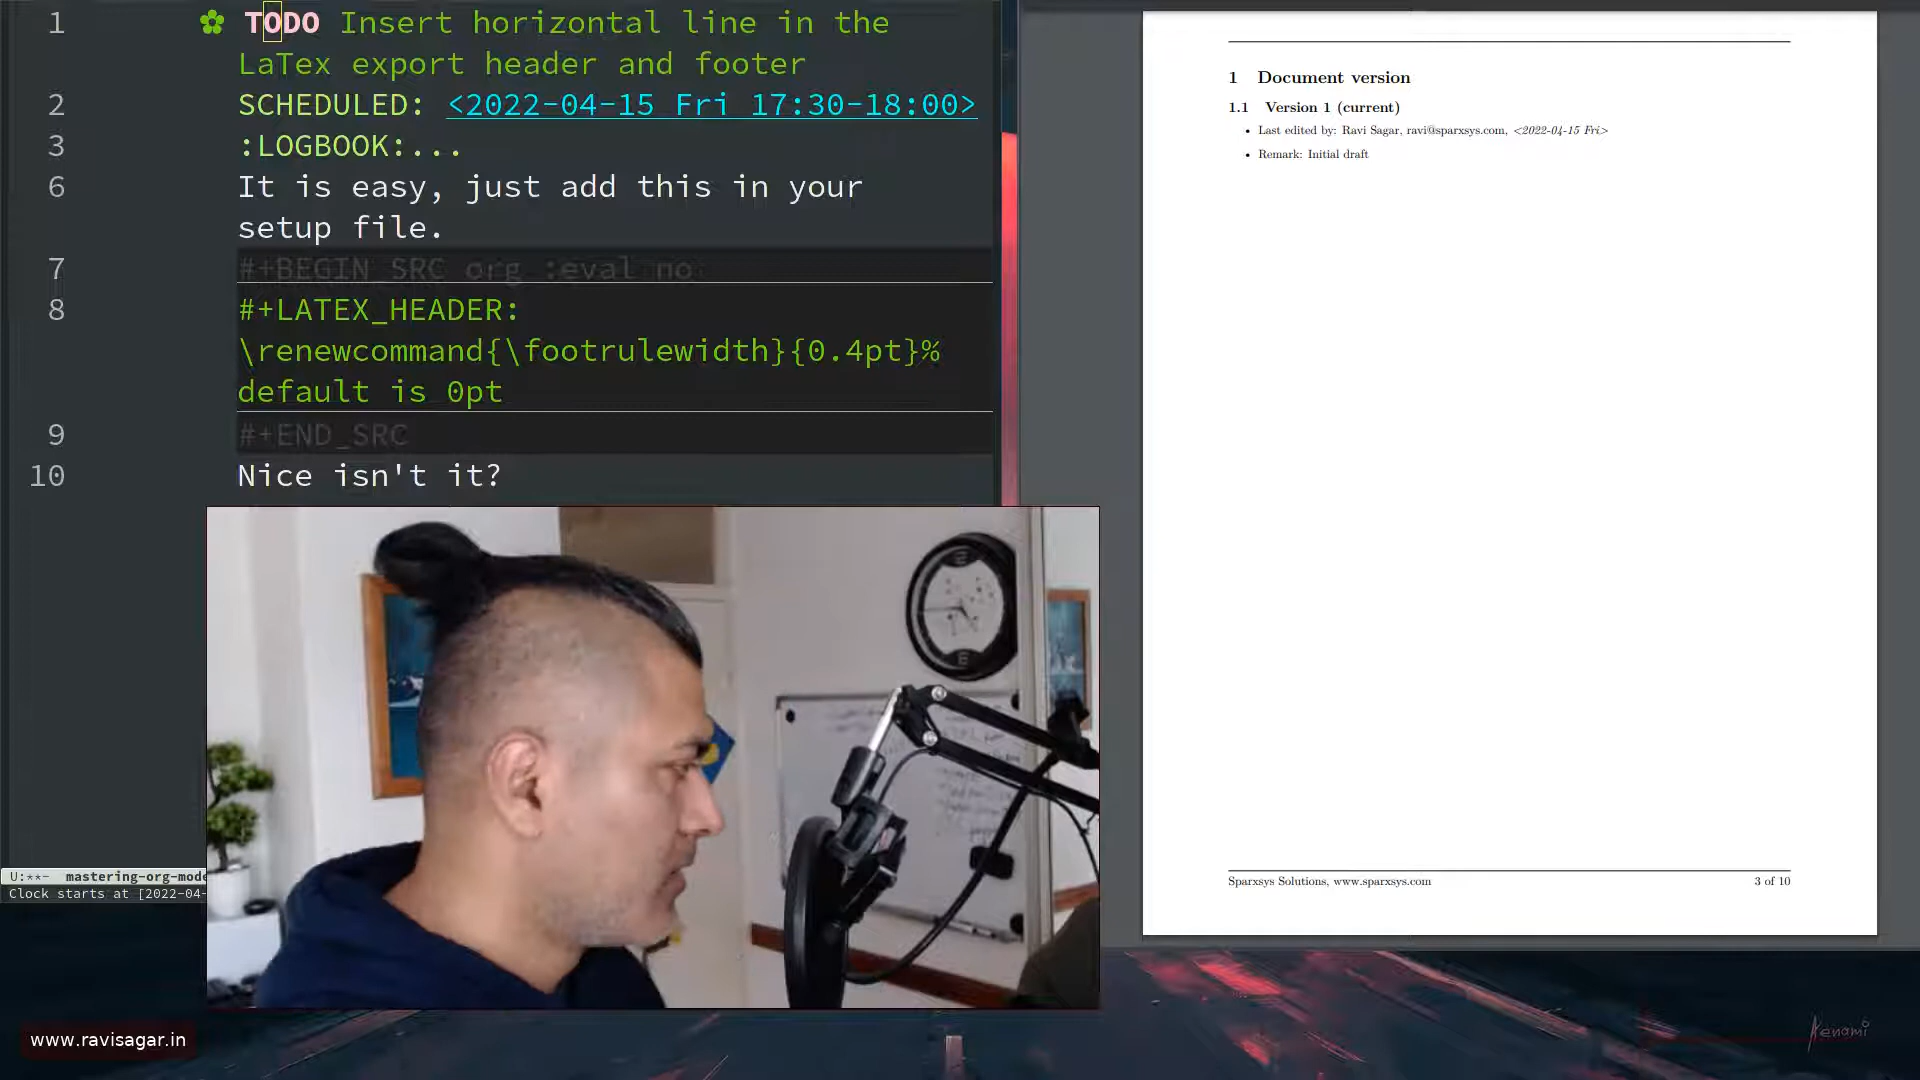 1 TODO Insert horizontal line in the
LaTex export header and footer
2 SCHEDULED: <2022-04-15 Fri 17:30-18:00>
3 :LOGBOOK:...
6 It is easy, just add this in your
setup file.
7 #+BEGIN_SRC org :eval no
8 #+LATEX_HEADER:
\renewcommand{\footrulewidth}{0.4pt}%
default is 0pt
9 #+END_SRC
10 Nice isn't it?
U:**- mastering-org-mode
Clock starts at [2022-04-
www.ravisagar.in
1 Document version
1.1 Version 1 (current)
• Last edited by: Ravi Sagar, ravi@sparxsys.com, <2022-04-15 Fri>
• Remark: Initial draft
Sparxsys Solutions, www.sparxsys.com 3 of 10
Kenami